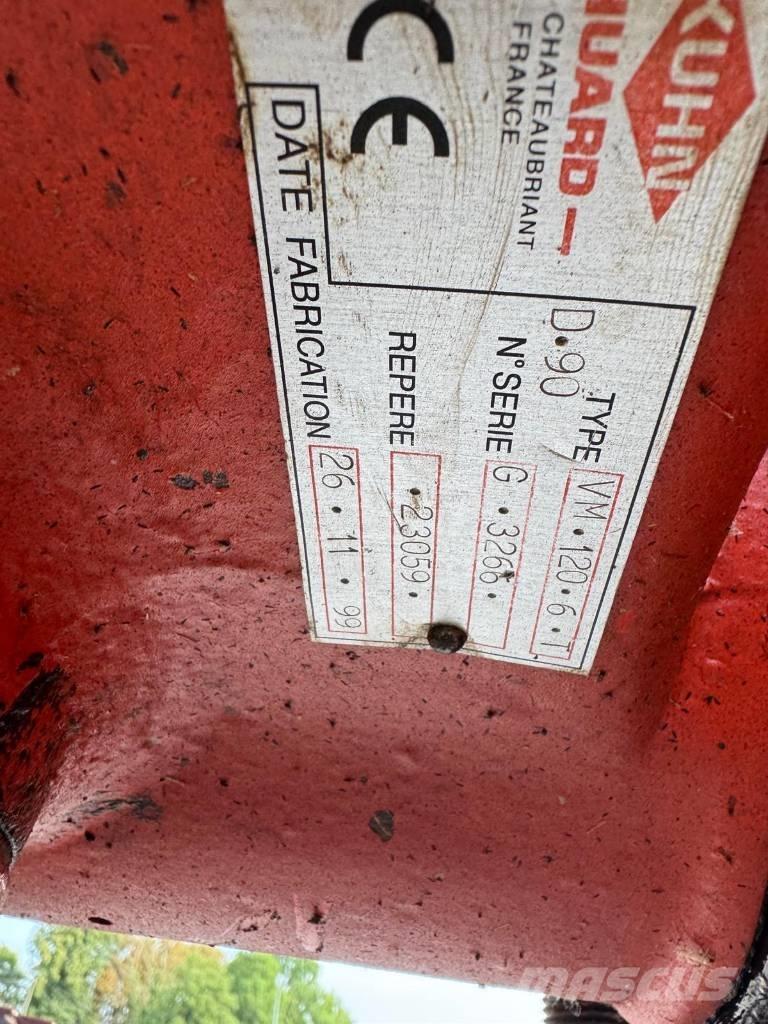 KUHN
HUARD
CHATEAUBRIANT
FRANCE
CE
D•90
TYPE VM•120•6•T
N° SERIE G•3266•
REPERE •23059•
DATE FABRICATION 26•11•99
mascus